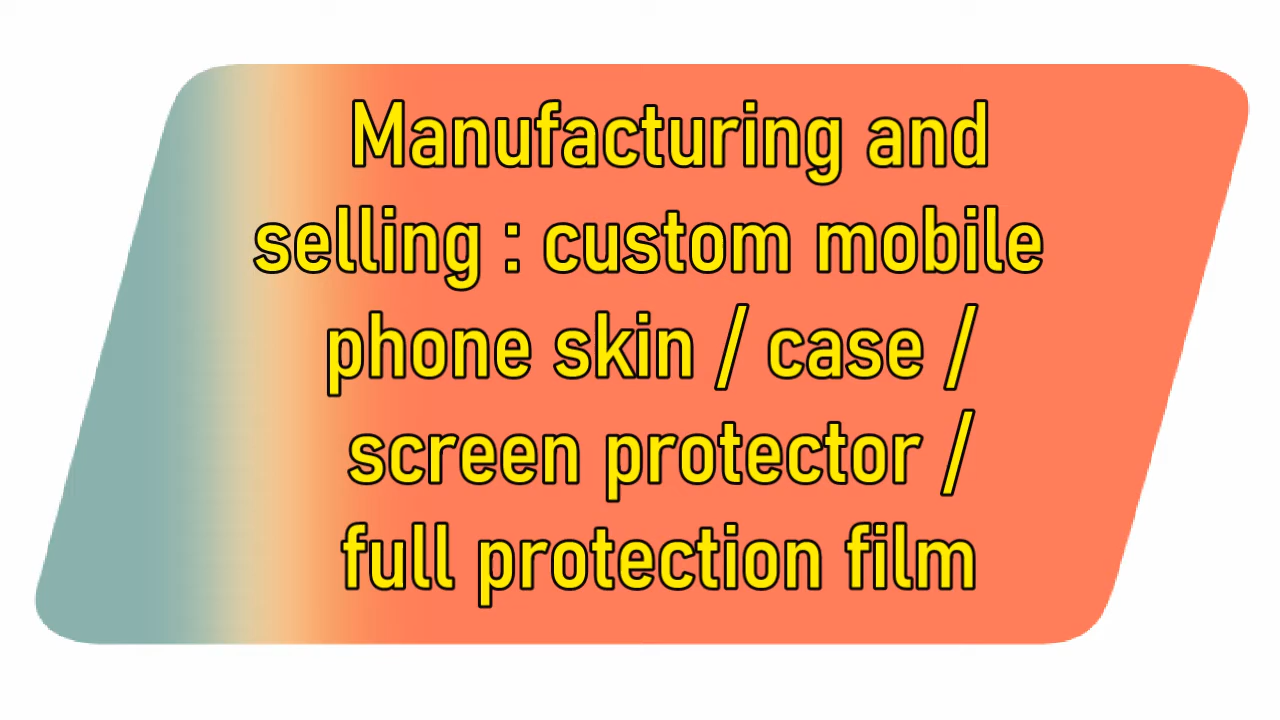 Manufacturing and
selling : custom mobile
phone skin / case /
screen protector /
full protection film